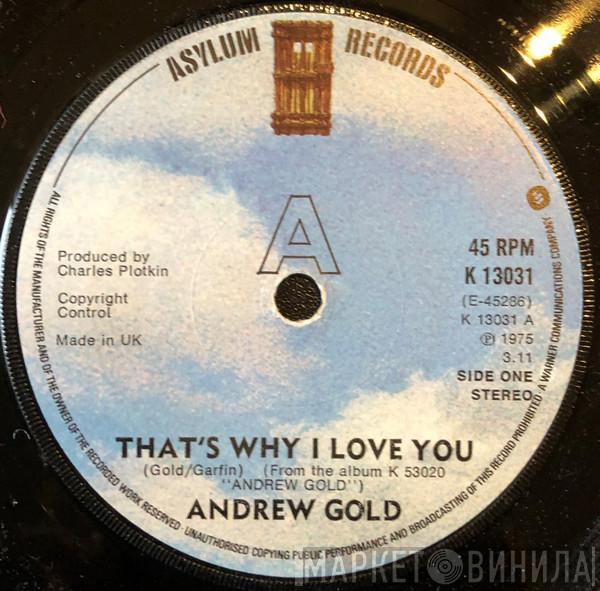 ASYLUM RECORDS
A
Produced by
Charles Plotkin
Copyright
Control
Made in UK
45 RPM
K 13031
(E-45286)
K 13031 A
Ⓟ 1975
3.11
SIDE ONE
STEREO
THAT'S WHY I LOVE YOU
(Gold/Garfin) (From the album K 53020
"ANDREW GOLD")
ANDREW GOLD
ALL RIGHTS OF THE MANUFACTURER AND OF THE OWNER OF THE RECORDED WORK RESERVED · UNAUTHORISED COPYING PUBLIC PERFORMANCE AND BROADCASTING OF THIS RECORD PROHIBITED · A WARNER COMMUNICATIONS COMPANY
МАРКЕТ ВИНИЛА